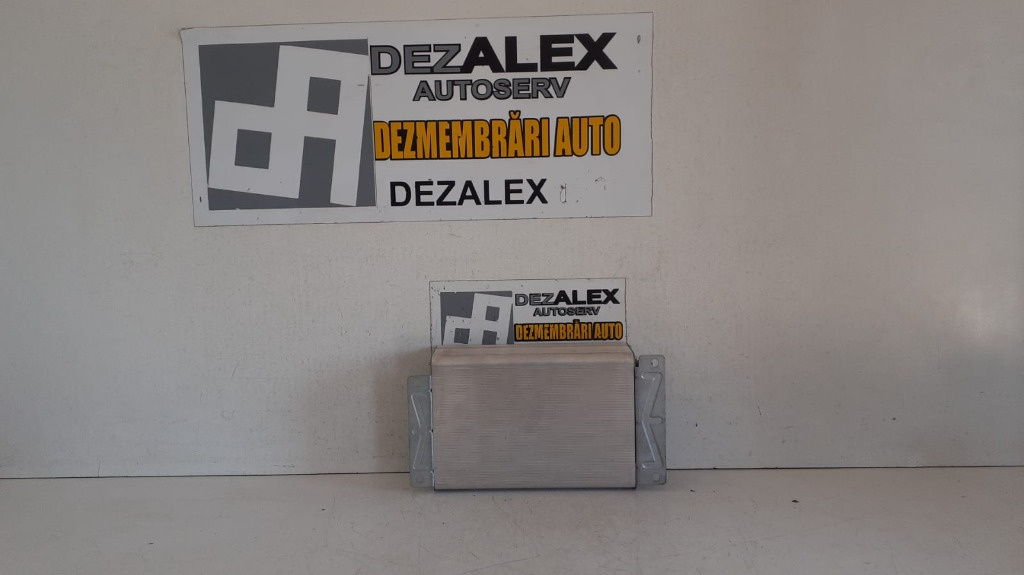 DEZALEX
AUTOSERV
DEZMEMBRĂRI AUTO
DEZALEX
DEZALEX
AUTOSERV
DEZMEMBRĂRI AUTO